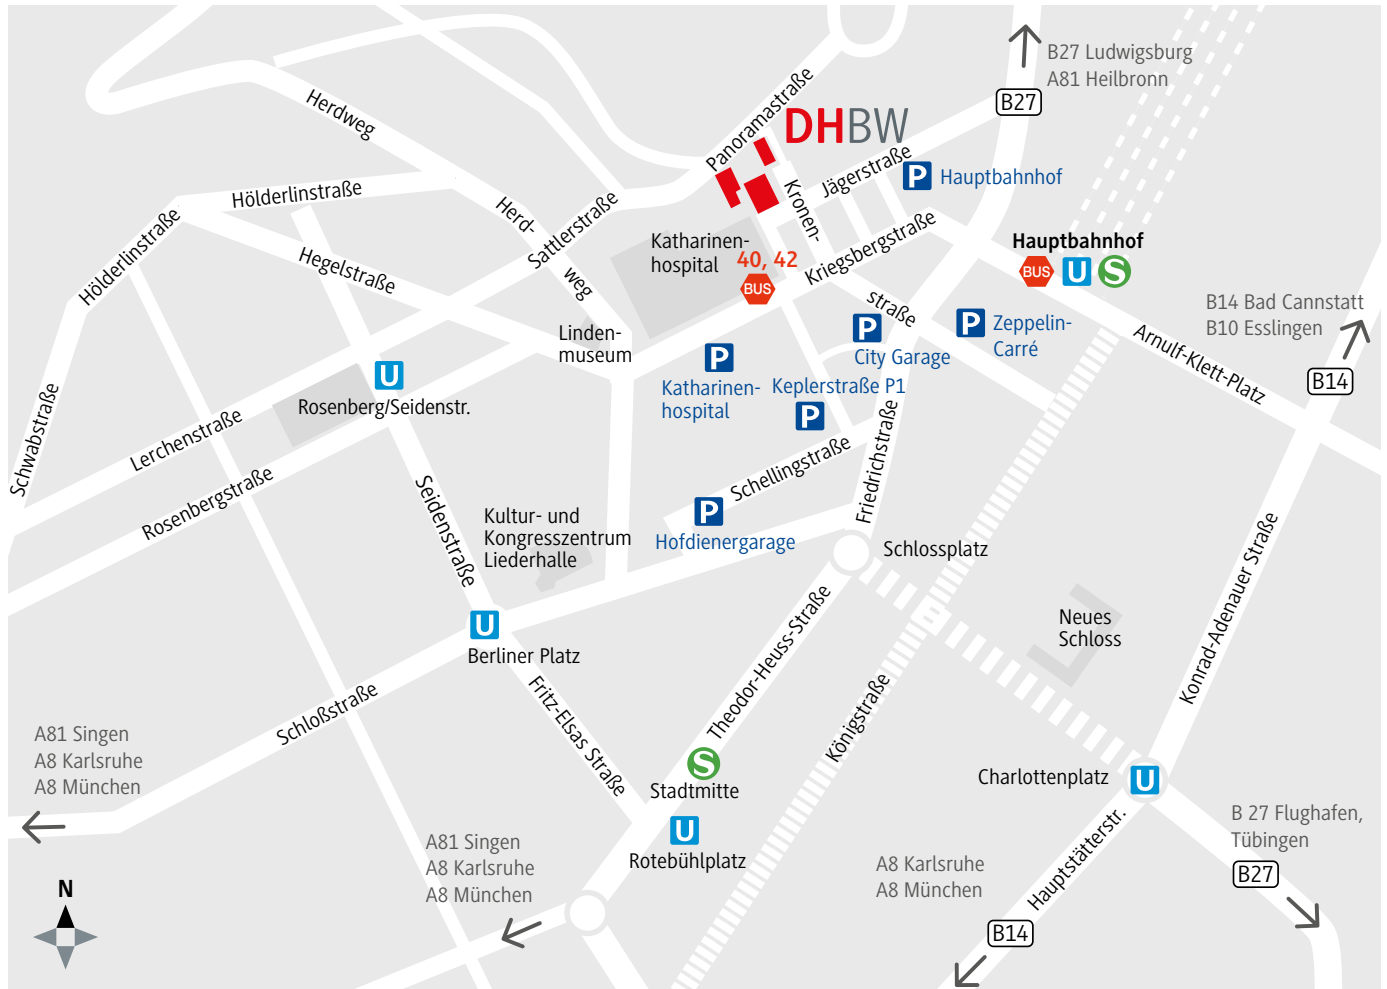 B27 Ludwigsburg
A81 Heilbronn
B27
Panoramastraße
DHBW
Herdweg
Jägerstraße
P Hauptbahnhof
Hölderlinstraße
Kronen-
straße
Herd-
weg
Sattlerstraße
Hölderlinstraße
Hegelstraße
Katharinen-
hospital
40, 42
BUS
Kriegsbergstraße
Hauptbahnhof
BUS U S
B14 Bad Cannstatt
B10 Esslingen
B14
Arnulf-Klett-Platz
P Zeppelin-
Carré
P
City Garage
Linden-
museum
P
Katharinen-
hospital
Keplerstraße P1
P
U
Rosenberg/Seidenstr.
Schwabstraße
Lerchenstraße
Rosenbergstraße
Seidenstraße
Friedrichstraße
Schellingstraße
P
Hofdienergarage
Kultur- und
Kongresszentrum
Liederhalle
Schlossplatz
Konrad-Adenauer Straße
Neues
Schloss
U
Berliner Platz
Theodor-Heuss-Straße
Königstraße
Schloßstraße
Fritz-Elsas Straße
A81 Singen
A8 Karlsruhe
A8 München
S
Stadtmitte
U
Rotebühlplatz
Charlottenplatz
U
B 27 Flughafen,
Tübingen
B27
Hauptstätterstr.
A81 Singen
A8 Karlsruhe
A8 München
A8 Karlsruhe
A8 München
B14
N